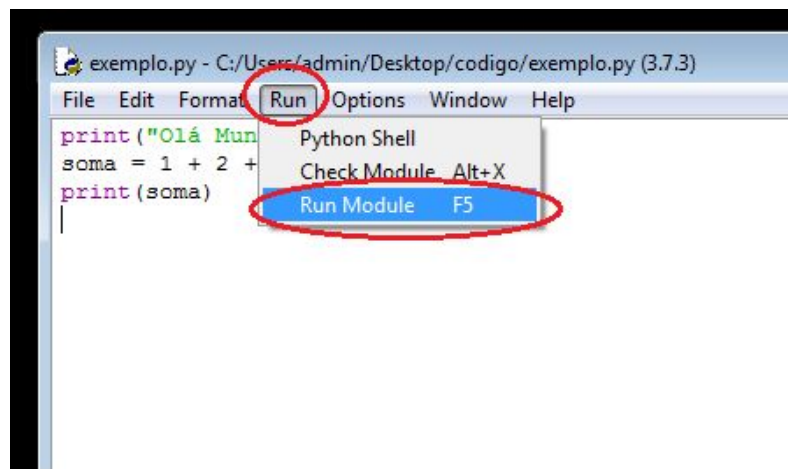 exemplo.py - C:/Users/admin/Desktop/codigo/exemplo.py (3.7.3)
File Edit Format Run Options Window Help
print("Olá Mun
soma = 1 + 2 +
print(soma)
Python Shell
Check Module Alt+X
Run Module F5